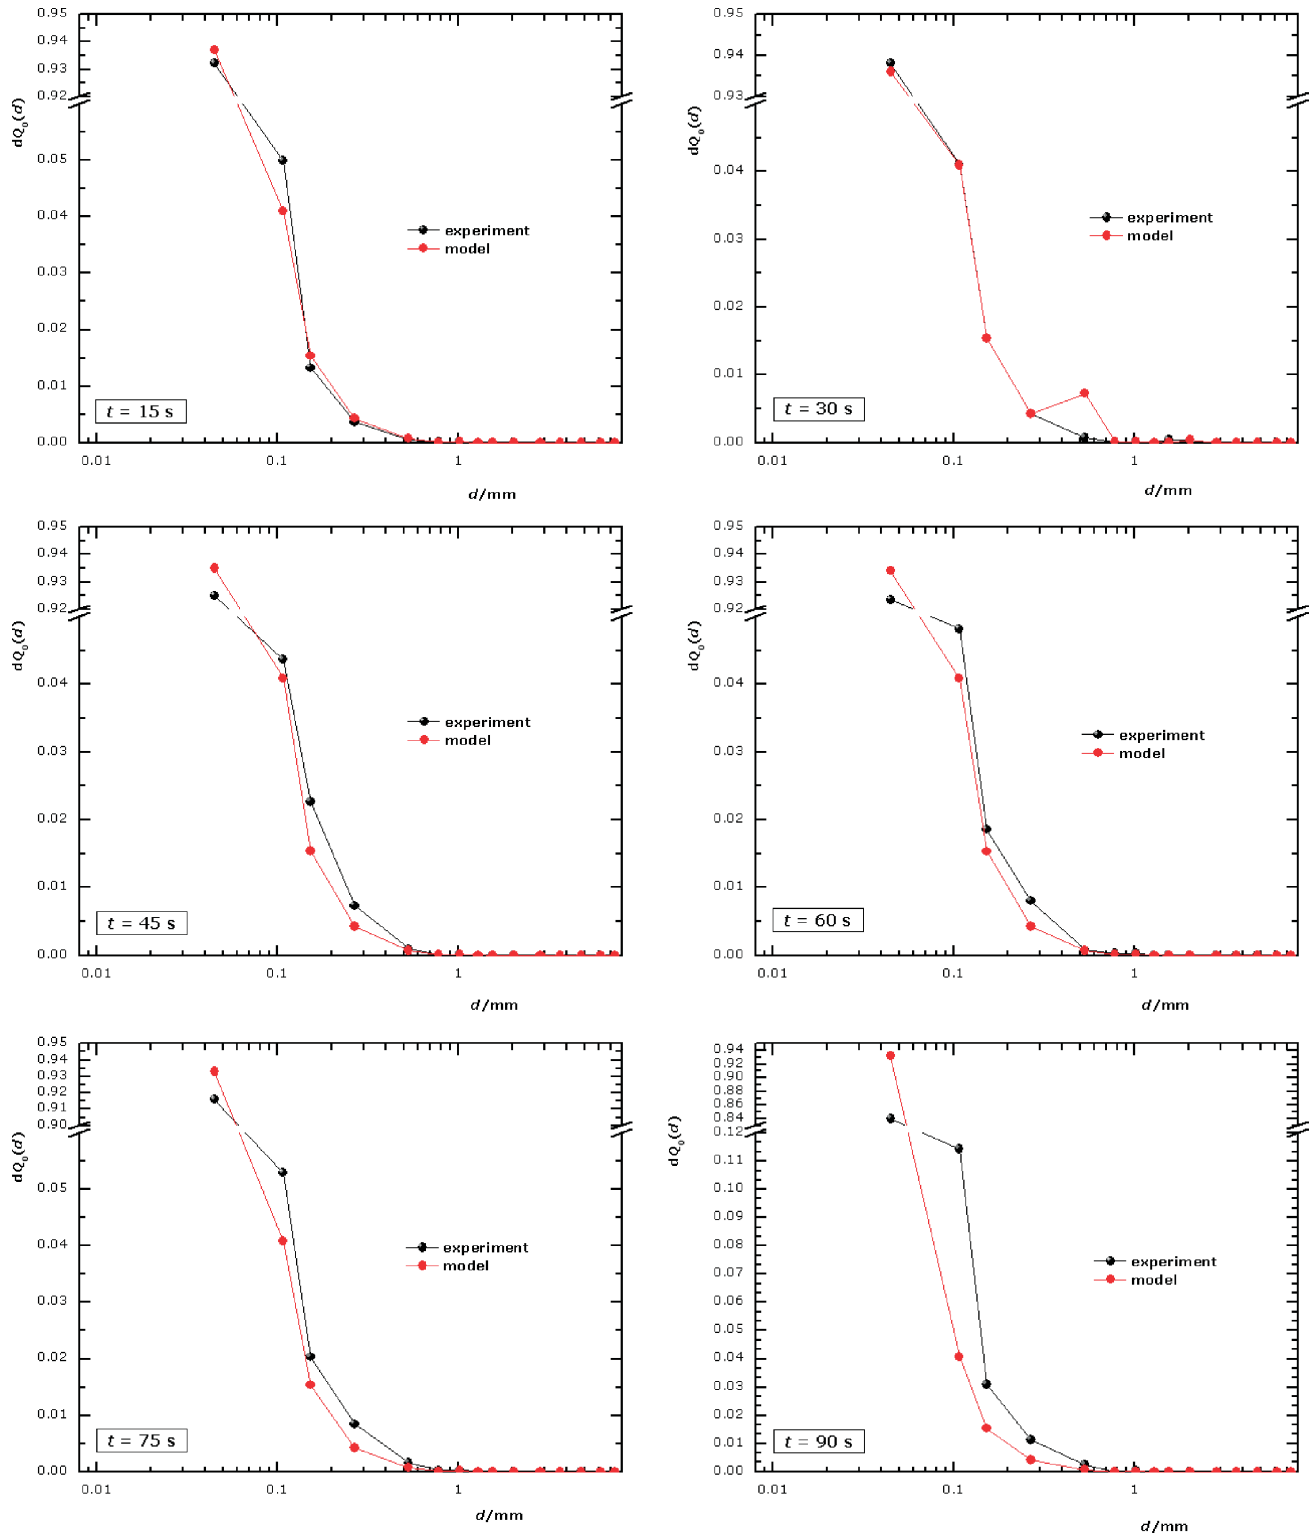 0.95
0.94
0.93
0.92
0.05
0.04
0.03
0.02
0.01
0.00
dQ₀(d)
experiment
model
t = 15 s
0.01
0.1
1
d/mm
0.95
0.94
0.93
0.04
0.03
0.02
0.01
0.00
dQ₀(d)
experiment
model
t = 30 s
0.01
0.1
1
d/mm
0.95
0.94
0.93
0.92
0.04
0.03
0.02
0.01
0.00
dQ₀(d)
experiment
model
t = 45 s
0.01
0.1
1
d/mm
0.95
0.94
0.93
0.92
0.04
0.03
0.02
0.01
0.00
dQ₀(d)
experiment
model
t = 60 s
0.01
0.1
1
d/mm
0.95
0.94
0.93
0.92
0.91
0.90
0.05
0.04
0.03
0.02
0.01
0.00
dQ₀(d)
experiment
model
t = 75 s
0.01
0.1
1
d/mm
0.94
0.92
0.90
0.88
0.86
0.84
0.12
0.11
0.10
0.09
0.08
0.07
0.06
0.05
0.04
0.03
0.02
0.01
0.00
dQ₀(d)
experiment
model
t = 90 s
0.01
0.1
1
d/mm